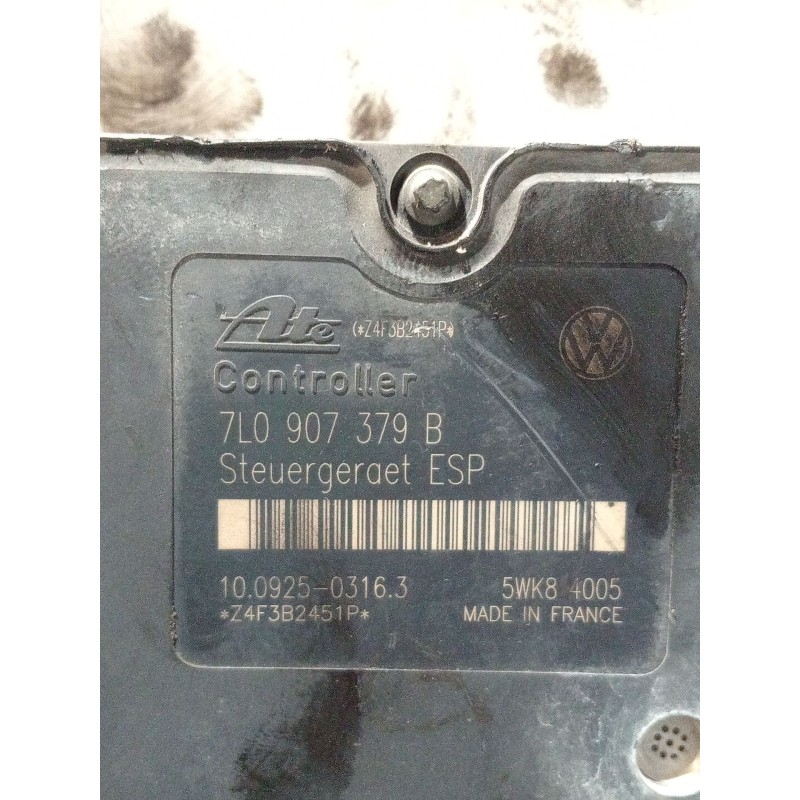 Ate (*Z4F3B2451P*)
Controller
7L0 907 379 B
Steuergeraet ESP
10.0925-0316.3 5WK8 4005
*Z4F3B2451P* MADE IN FRANCE